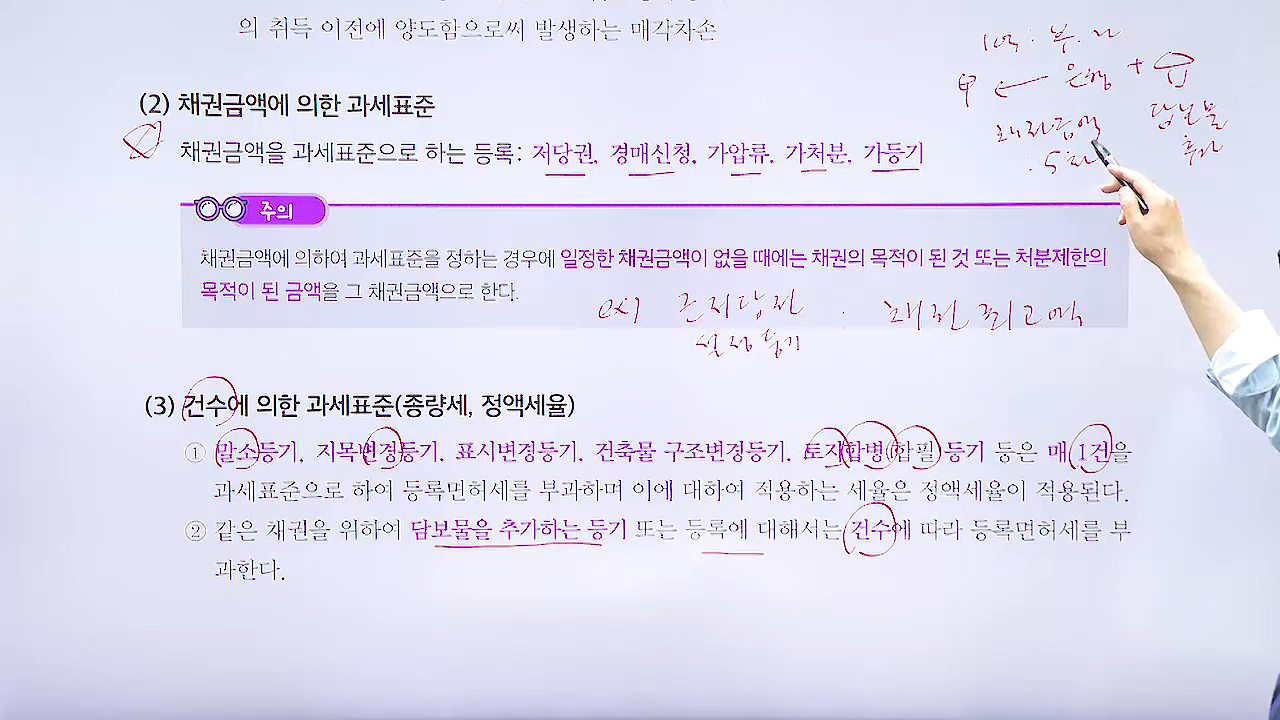 의 취득 이전에 양도함으로써 발생하는 매각차손
(2) 채권금액에 의한 과세표준
채권금액을 과세표준으로 하는 등록: 저당권, 경매신청, 가압류, 가처분, 가등기
주의
채권금액에 의하여 과세표준을 정하는 경우에 일정한 채권금액이 없을 때에는 채권의 목적이 된 것 또는 처분제한의
목적이 된 금액을 그 채권금액으로 한다.
ex) 근저당권 : 채권최고액
설정등기
(3) 건수에 의한 과세표준(종량세, 정액세율)
① 말소등기, 지목변경등기, 표시변경등기, 건축물 구조변경등기, 토지합병(합필) 등기 등은 매 1건을
과세표준으로 하여 등록면허세를 부과하며 이에 대하여 적용하는 세율은 정액세율이 적용된다.
② 같은 채권을 위하여 담보물을 추가하는 등기 또는 등록에 대해서는 건수에 따라 등록면허세를 부
과한다.
甲 은행 +
채권금액 담보물
추가